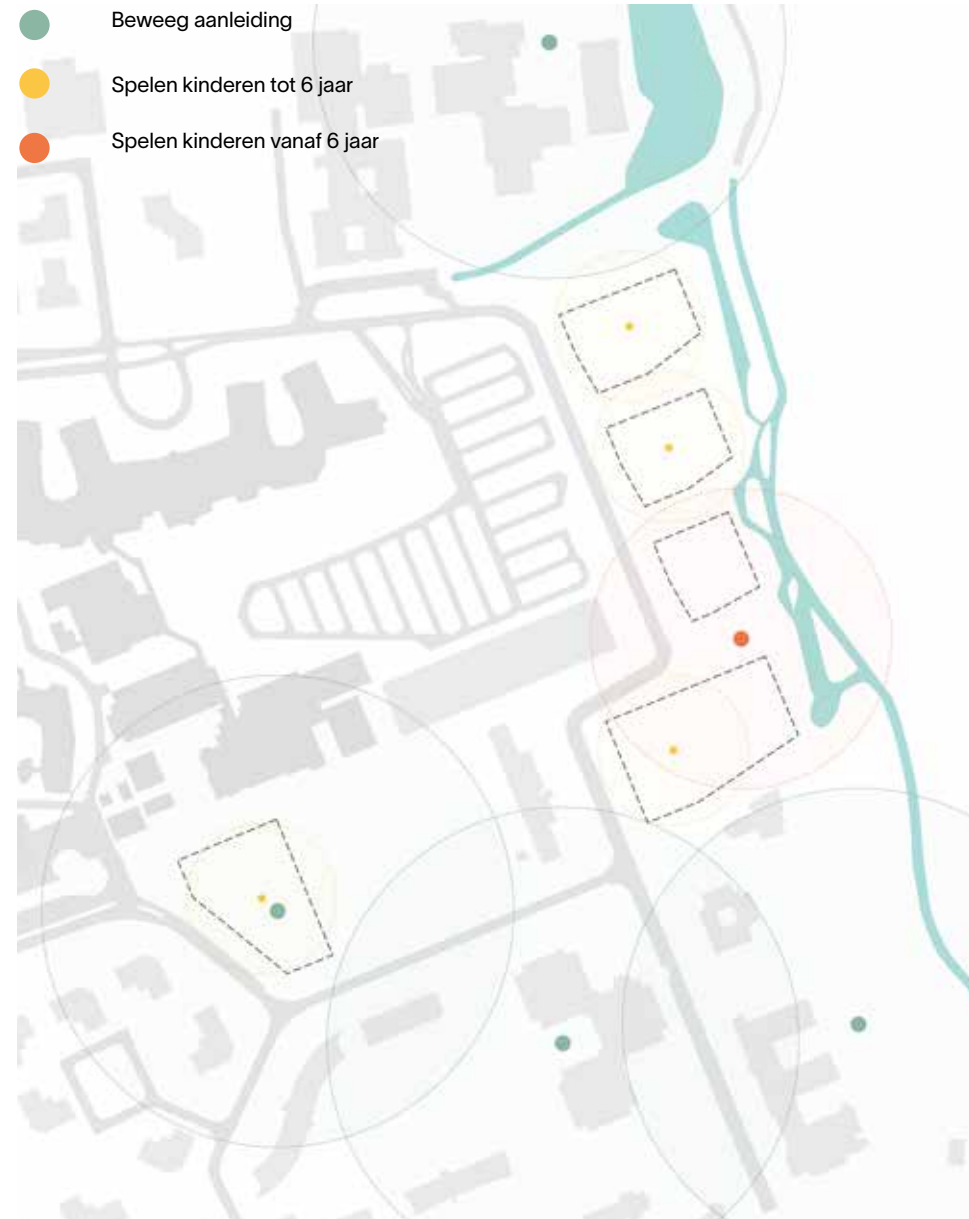 Beweeg aanleiding
Spelen kinderen tot 6 jaar
Spelen kinderen vanaf 6 jaar